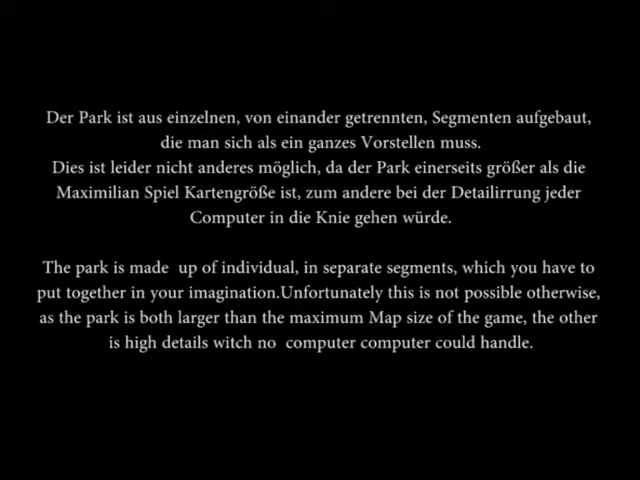 Der Park ist aus einzelnen, von einander getrennten, Segmenten aufgebaut,
die man sich als ein ganzes Vorstellen muss.
Dies ist leider nicht anderes möglich, da der Park einerseits größer als die
Maximilian Spiel Kartengröße ist, zum andere bei der Detailirrung jeder
Computer in die Knie gehen würde.
The park is made  up of individual, in separate segments, which you have to
put together in your imagination.Unfortunately this is not possible otherwise,
as the park is both larger than the maximum Map size of the game, the other
is high details witch no  computer computer could handle.